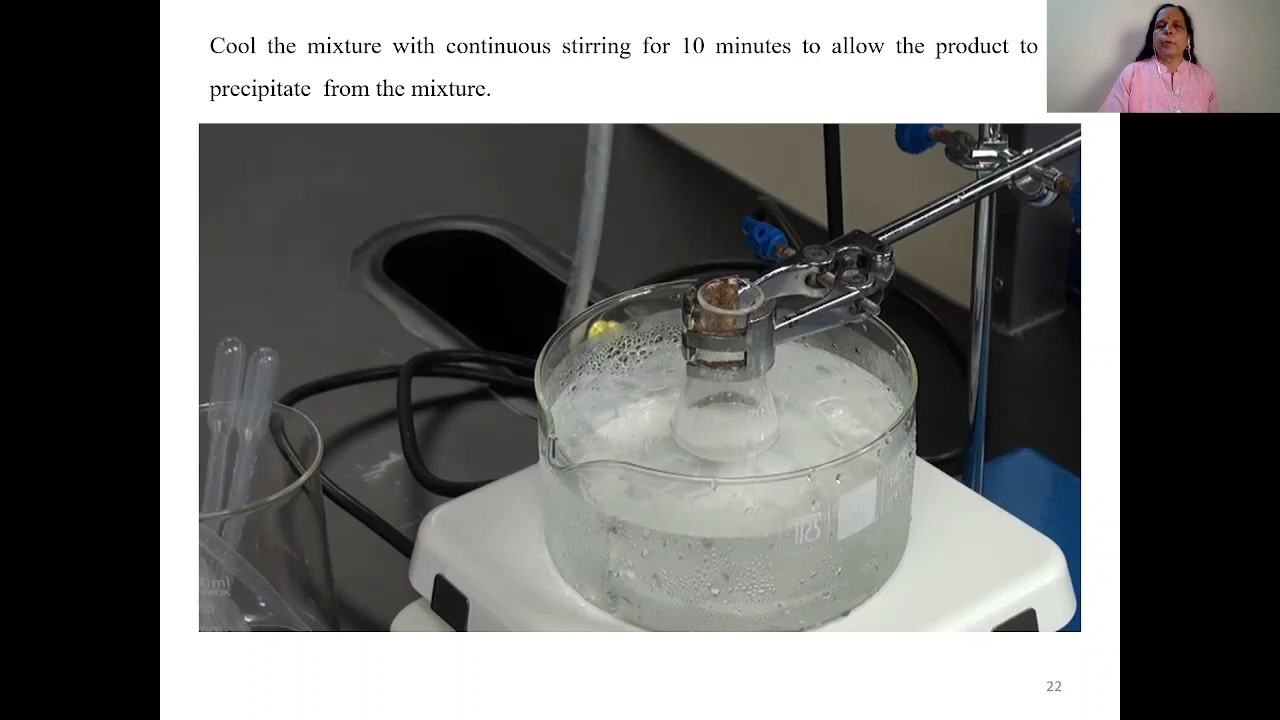 Cool the mixture with continuous stirring for 10 minutes to allow the product to
precipitate from the mixture.
22